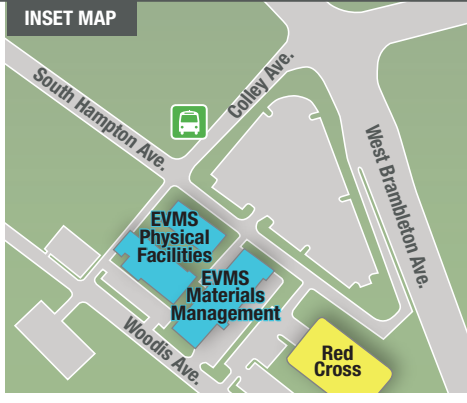 INSET MAP
South Hampton Ave.
Colley Ave.
West Brambleton Ave.
EVMS
Physical
Facilities
EVMS
Materials
Management
Woodis Ave.
Red
Cross